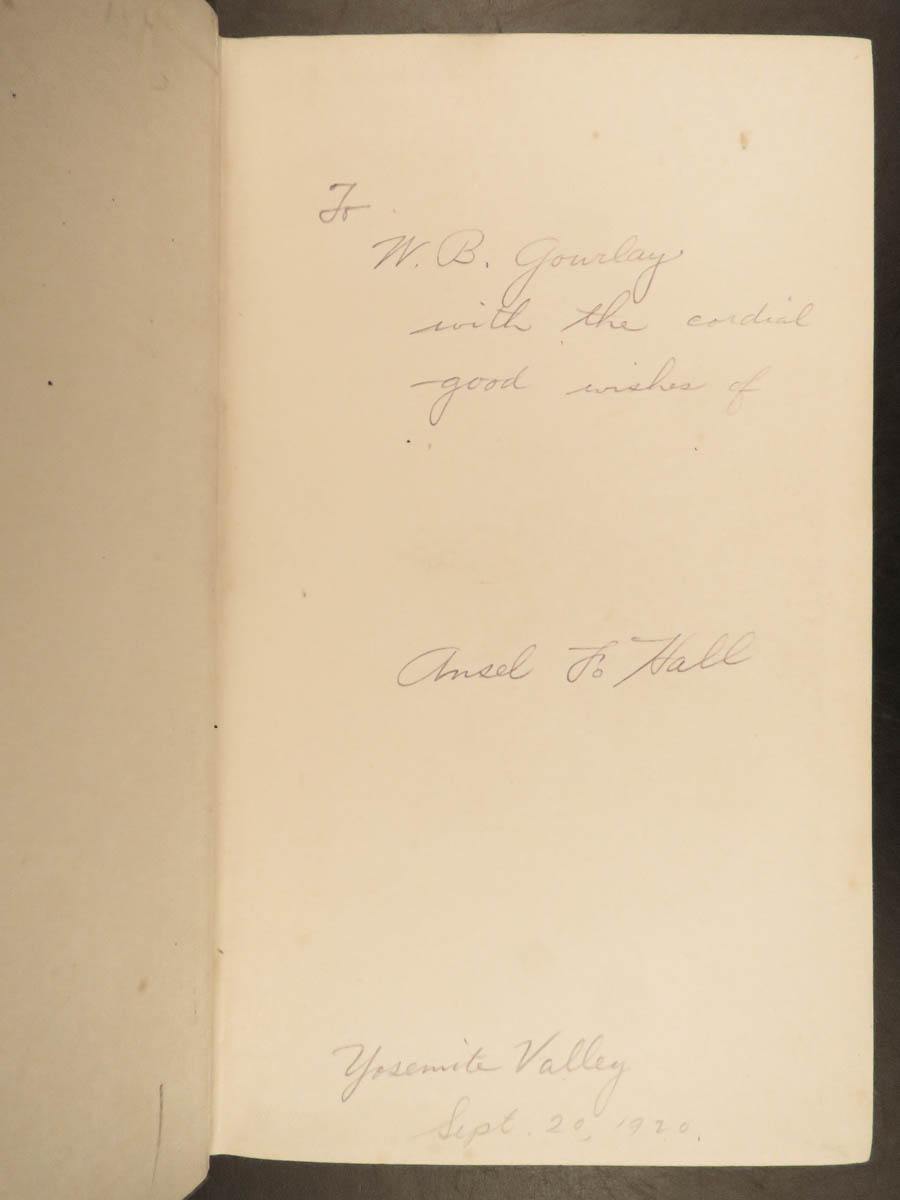 To
W. B. Gourlay
with the cordial
good wishes of
Ansel F. Hall
Yosemite Valley
Sept. 20, 1920.